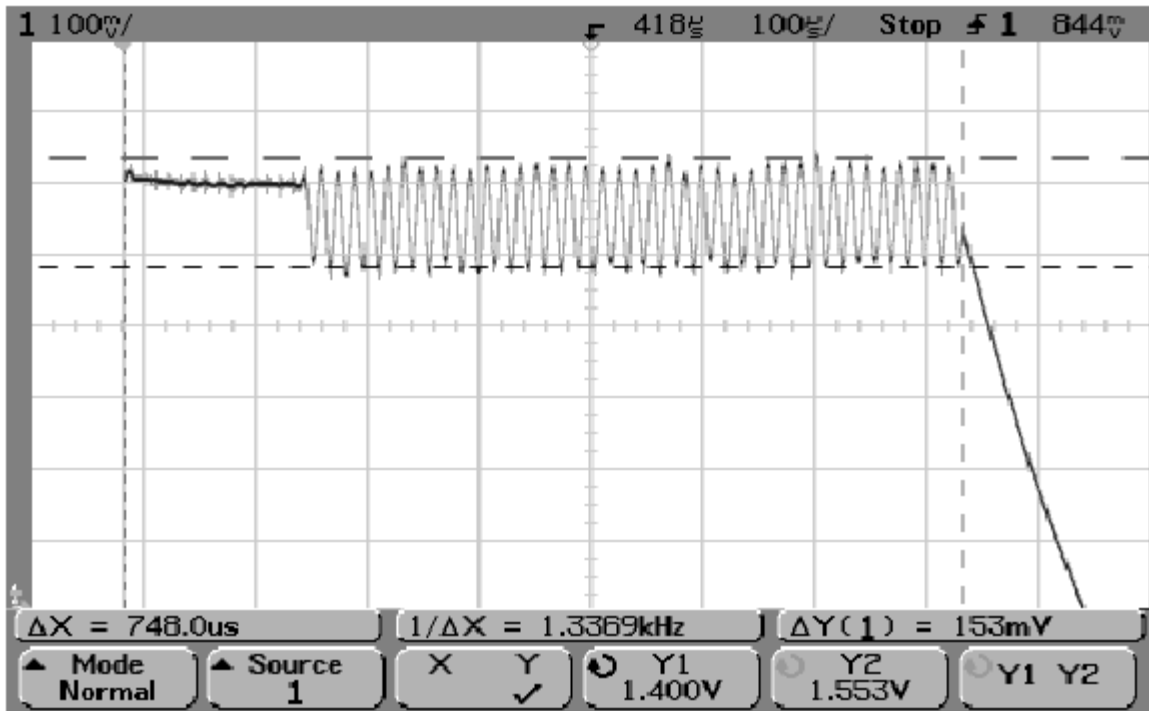 1 100mV/ 418µs 100µs/ Stop 1 844mV
ΔX = 748.0us 1/ΔX = 1.3369kHz ΔY(1) = 153mV
Mode Source X Y Y1 Y2 Y1 Y2
Normal 1 ✓ 1.400V 1.553V